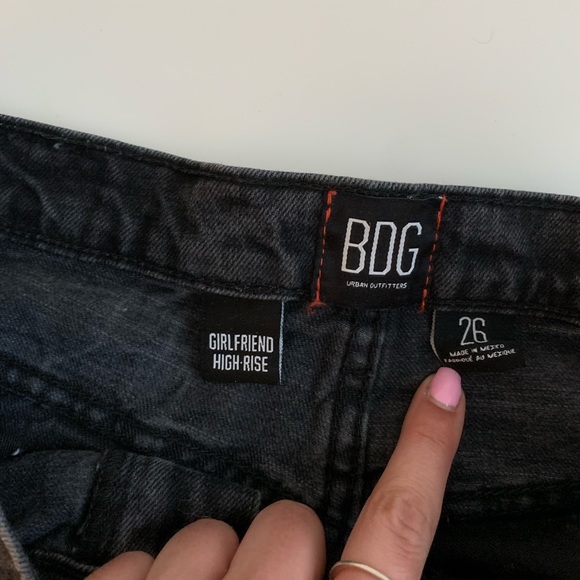 BDG
URBAN OUTFITTERS
GIRLFRIEND
HIGH-RISE
26
MADE IN MEXICO
FABRIQUÉ AU MEXIQUE